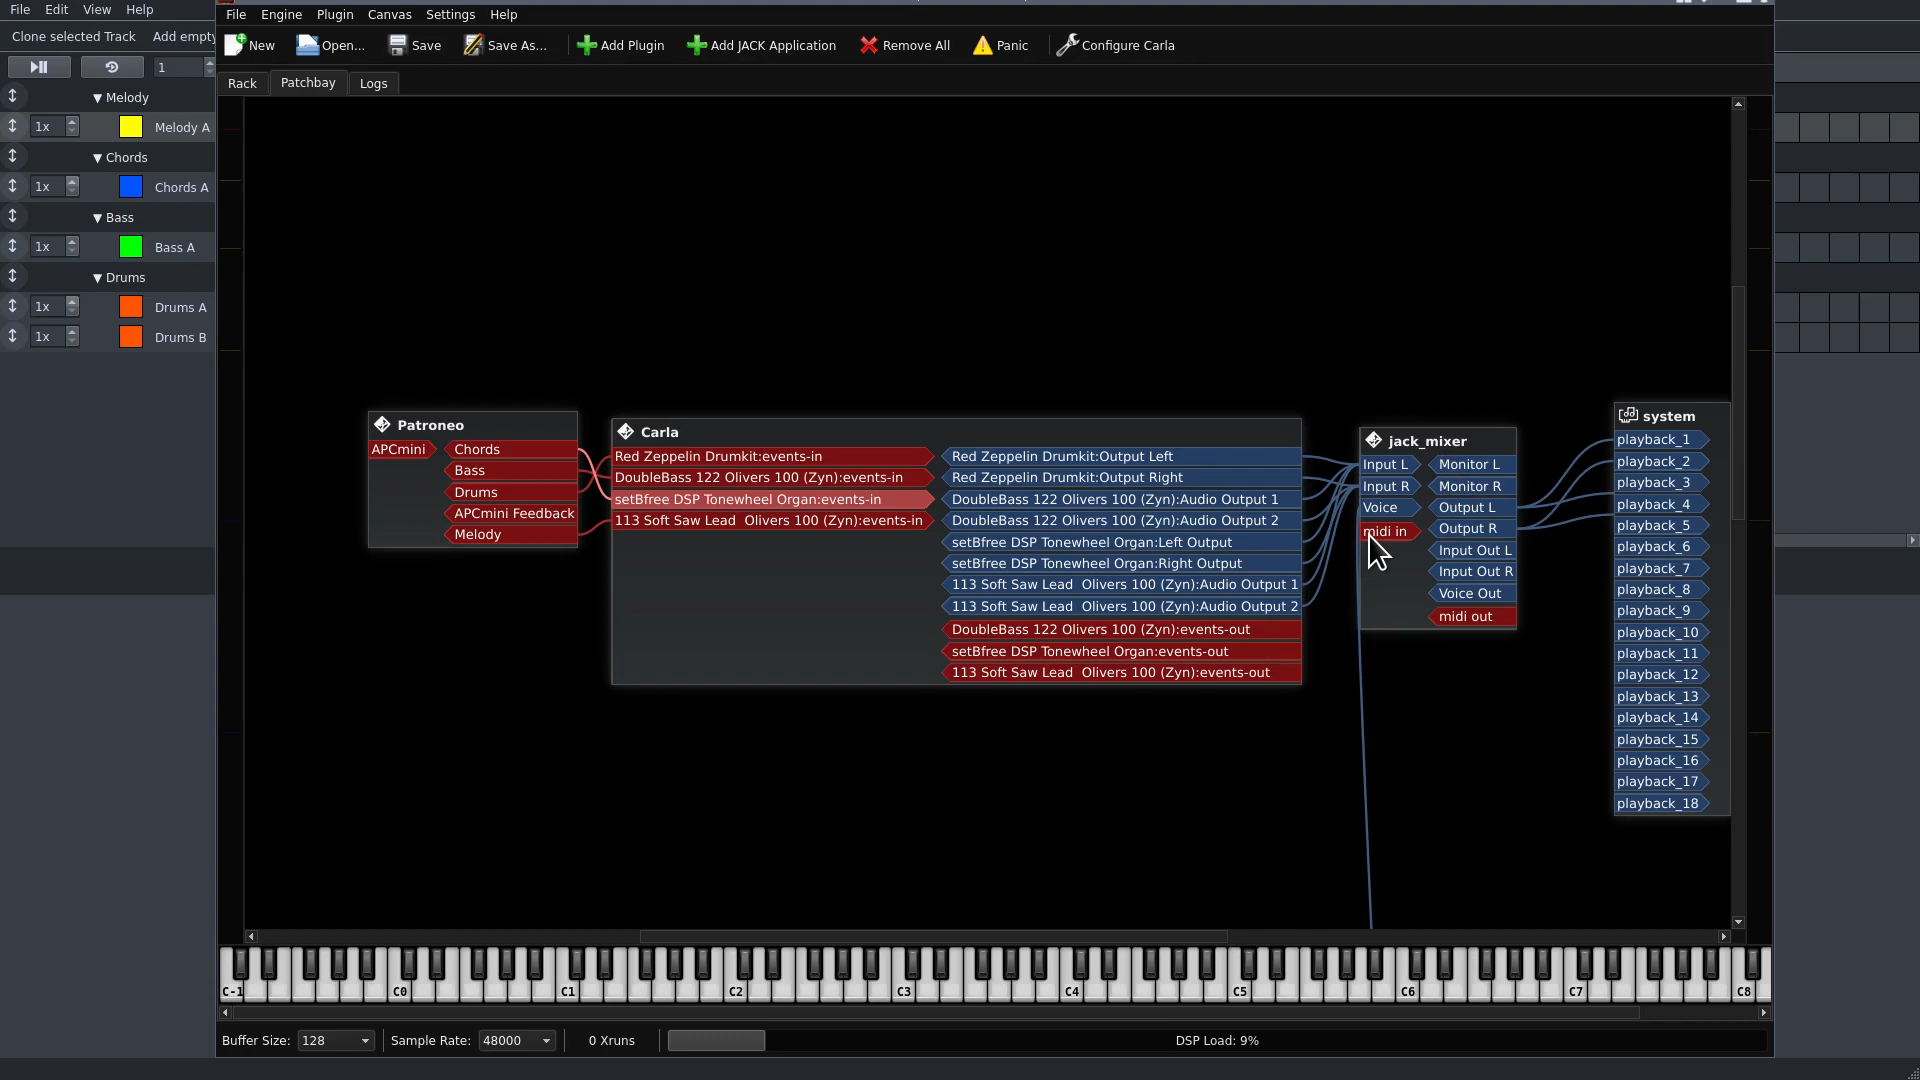 File Edit View Help
Clone selected Track Add empty
1
Melody
1x Melody A
Chords
1x Chords A
Bass
1x Bass A
Drums
1x Drums A
1x Drums B
File Engine Plugin Canvas Settings Help
New Open... Save Save As... Add Plugin Add JACK Application Remove All Panic Configure Carla
Rack Patchbay Logs
Patroneo
APCmini Chords
Bass
Drums
APCmini Feedback
Melody
Carla
Red Zeppelin Drumkit:events-in Red Zeppelin Drumkit:Output Left
DoubleBass 122 Olivers 100 (Zyn):events-in Red Zeppelin Drumkit:Output Right
setBfree DSP Tonewheel Organ:events-in DoubleBass 122 Olivers 100 (Zyn):Audio Output 1
113 Soft Saw Lead  Olivers 100 (Zyn):events-in DoubleBass 122 Olivers 100 (Zyn):Audio Output 2
setBfree DSP Tonewheel Organ:Left Output
setBfree DSP Tonewheel Organ:Right Output
113 Soft Saw Lead  Olivers 100 (Zyn):Audio Output 1
113 Soft Saw Lead  Olivers 100 (Zyn):Audio Output 2
DoubleBass 122 Olivers 100 (Zyn):events-out
setBfree DSP Tonewheel Organ:events-out
113 Soft Saw Lead  Olivers 100 (Zyn):events-out
jack_mixer
Input L Monitor L
Input R Monitor R
Voice Output L
midi in Output R
Input Out L
Input Out R
Voice Out
midi out
system
playback_1
playback_2
playback_3
playback_4
playback_5
playback_6
playback_7
playback_8
playback_9
playback_10
playback_11
playback_12
playback_13
playback_14
playback_15
playback_16
playback_17
playback_18
C-1 C0 C1 C2 C3 C4 C5 C6 C7 C8
Buffer Size: 128 Sample Rate: 48000 0 Xruns DSP Load: 9%